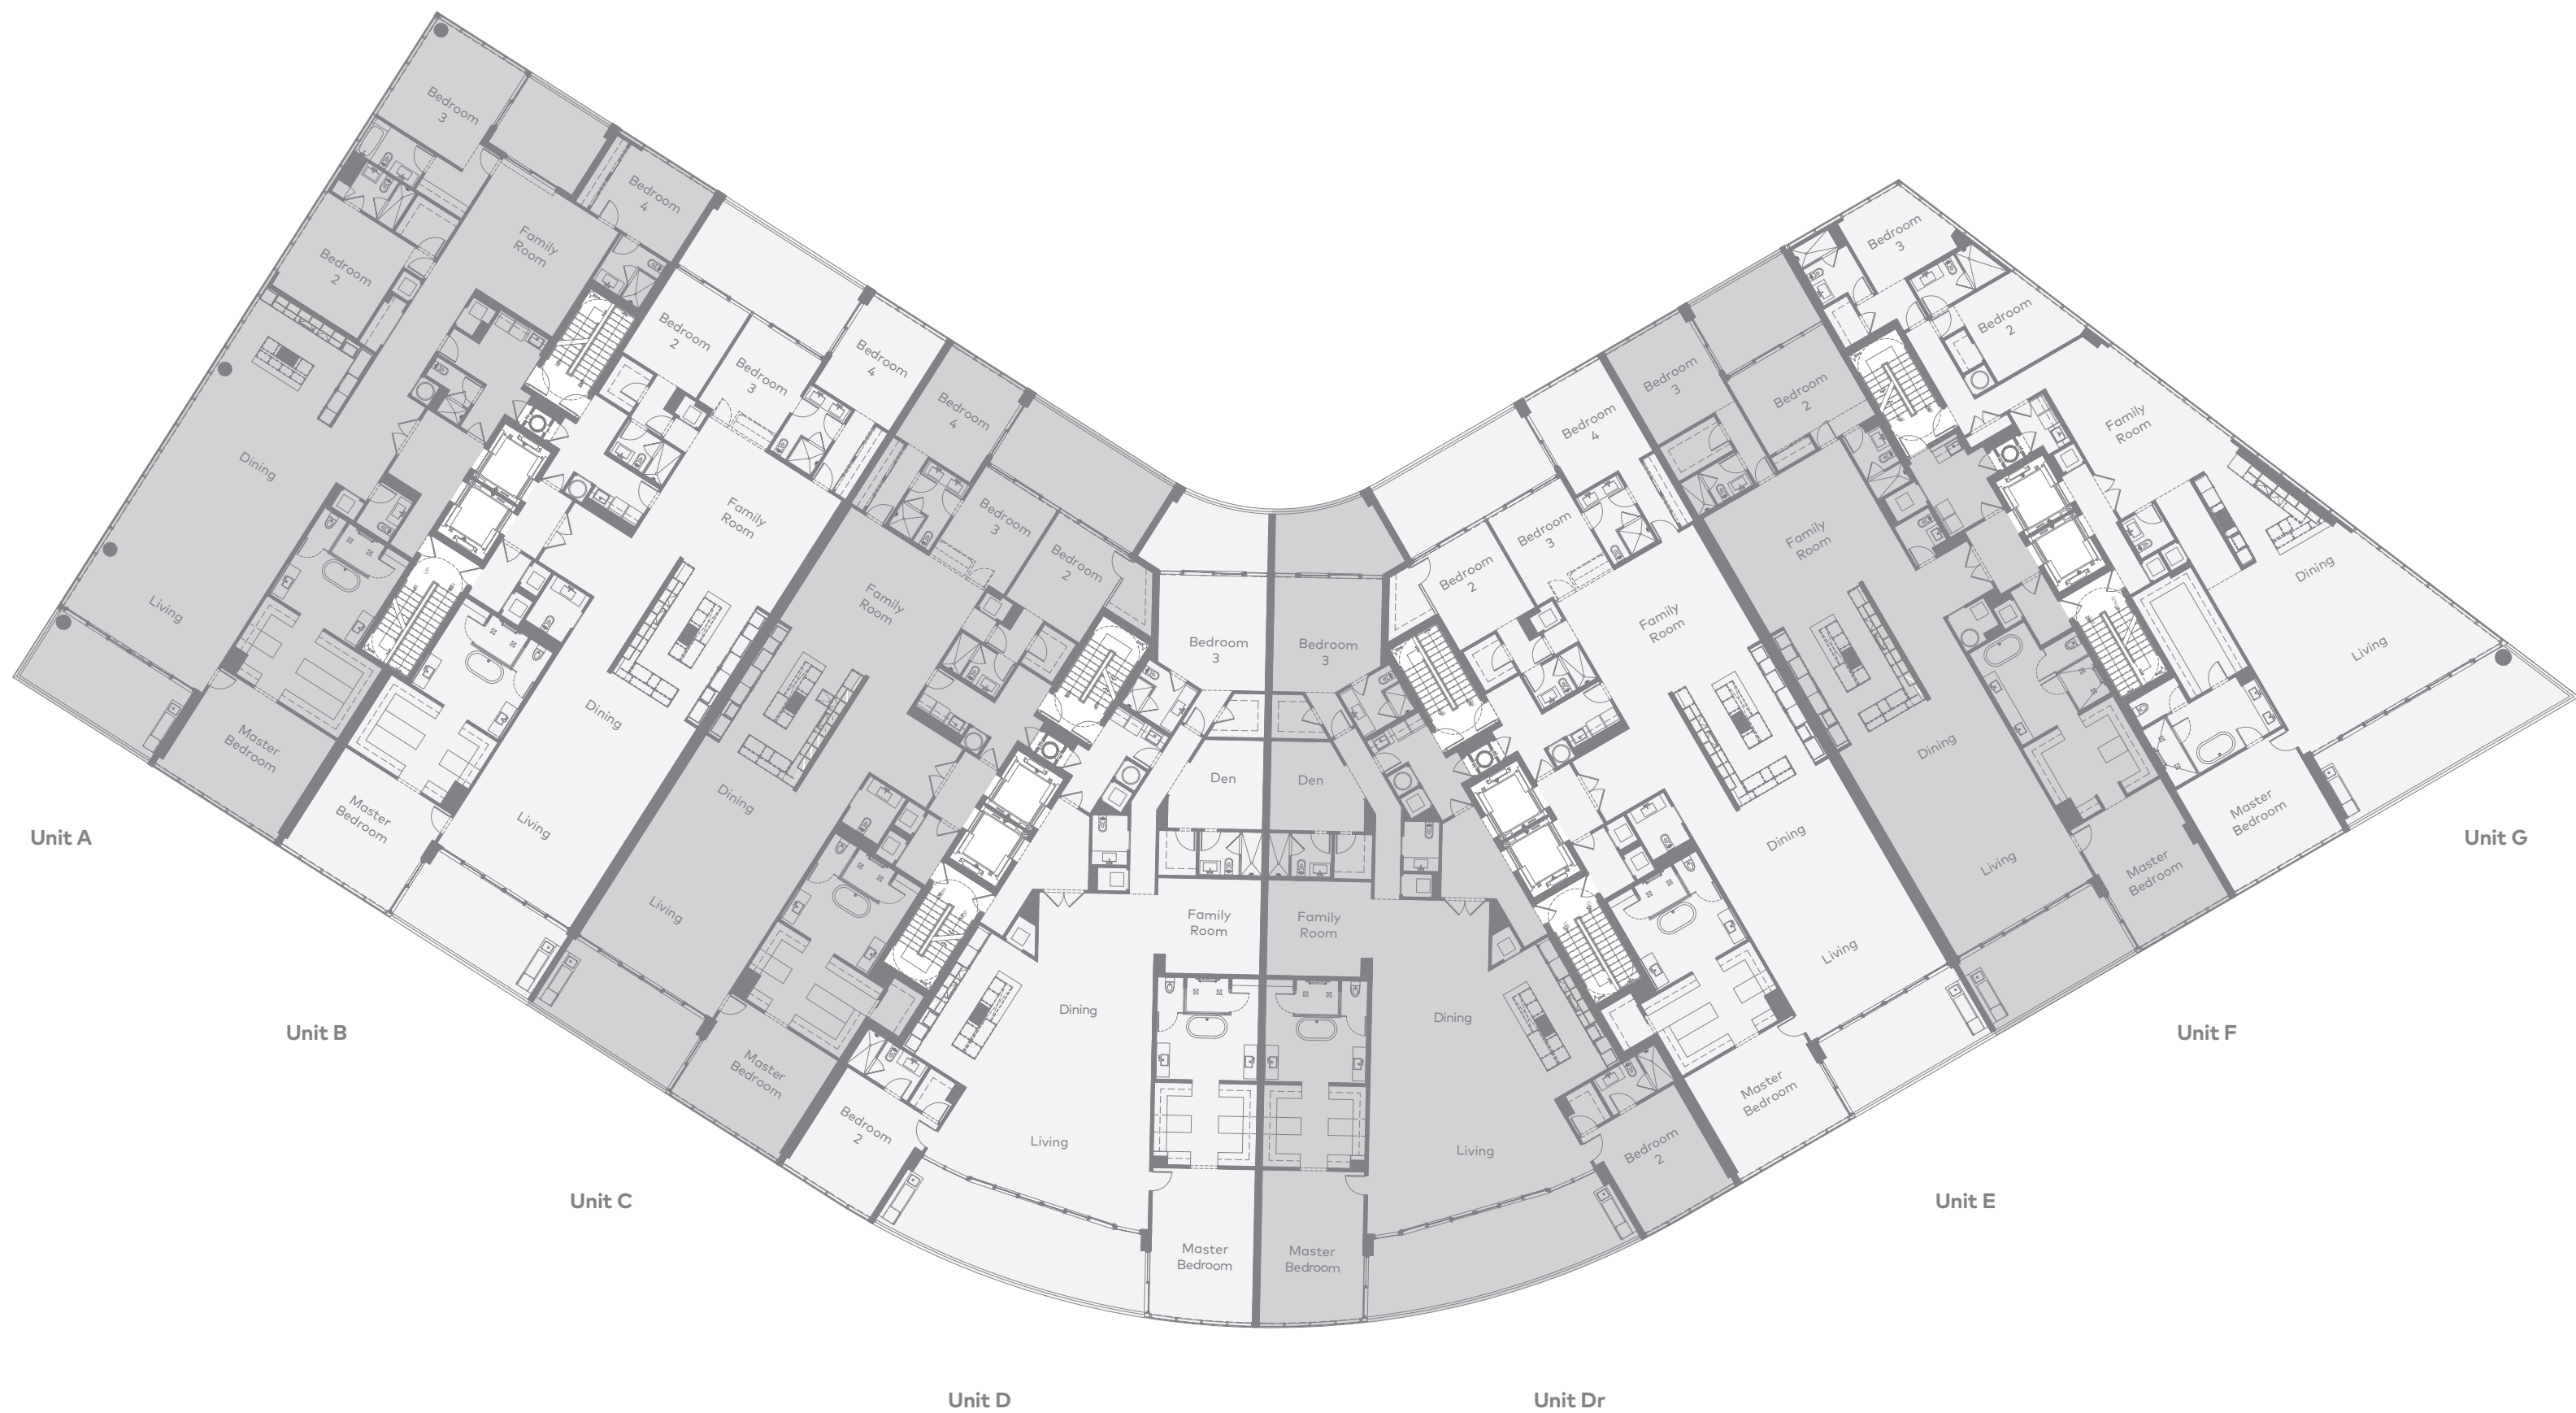 Bedroom
3
Bedroom
4
Family
Room
Bedroom
2
Dining
Living
Master
Bedroom
Unit A
Bedroom
2
Bedroom
3
Bedroom
4
Family
Room
Dining
Living
Master
Bedroom
Unit B
Bedroom
4
Bedroom
3
Bedroom
2
Family
Room
Dining
Living
Master
Bedroom
Unit C
Bedroom
3
Den
Family
Room
Dining
Living
Bedroom
2
Master
Bedroom
Unit D
Bedroom
3
Den
Family
Room
Dining
Living
Bedroom
2
Master
Bedroom
Unit Dr
Bedroom
4
Bedroom
3
Bedroom
2
Family
Room
Dining
Living
Master
Bedroom
Unit E
Bedroom
3
Bedroom
2
Family
Room
Dining
Living
Master
Bedroom
Unit F
Bedroom
3
Bedroom
2
Family
Room
Dining
Living
Master
Bedroom
Unit G